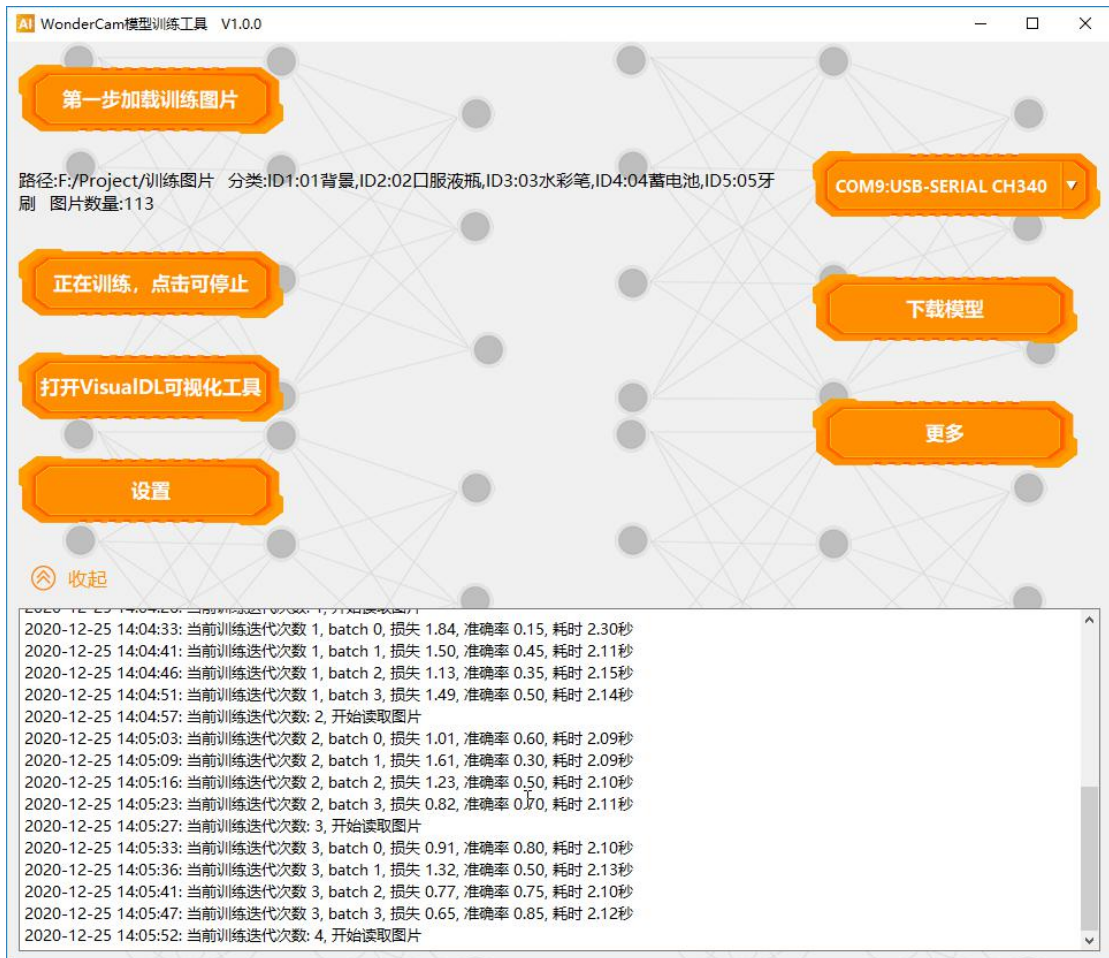 AI WonderCam模型训练工具 V1.0.0
第一步加载训练图片
路径:F:/Project/训练图片 分类:ID1:01背景,ID2:02口服液瓶,ID3:03水彩笔,ID4:04蓄电池,ID5:05牙
刷 图片数量:113
COM9:USB-SERIAL CH340
正在训练，点击可停止
下载模型
打开VisualDL可视化工具
更多
设置
收起
2020-12-25 14:04:33: 当前训练迭代次数 1, batch 0, 损失 1.84, 准确率 0.15, 耗时 2.30秒
2020-12-25 14:04:41: 当前训练迭代次数 1, batch 1, 损失 1.50, 准确率 0.45, 耗时 2.11秒
2020-12-25 14:04:46: 当前训练迭代次数 1, batch 2, 损失 1.13, 准确率 0.35, 耗时 2.15秒
2020-12-25 14:04:51: 当前训练迭代次数 1, batch 3, 损失 1.49, 准确率 0.50, 耗时 2.14秒
2020-12-25 14:04:57: 当前训练迭代次数: 2, 开始读取图片
2020-12-25 14:05:03: 当前训练迭代次数 2, batch 0, 损失 1.01, 准确率 0.60, 耗时 2.09秒
2020-12-25 14:05:09: 当前训练迭代次数 2, batch 1, 损失 1.61, 准确率 0.30, 耗时 2.09秒
2020-12-25 14:05:16: 当前训练迭代次数 2, batch 2, 损失 1.23, 准确率 0.50, 耗时 2.10秒
2020-12-25 14:05:23: 当前训练迭代次数 2, batch 3, 损失 0.82, 准确率 0.70, 耗时 2.11秒
2020-12-25 14:05:27: 当前训练迭代次数: 3, 开始读取图片
2020-12-25 14:05:33: 当前训练迭代次数 3, batch 0, 损失 0.91, 准确率 0.80, 耗时 2.10秒
2020-12-25 14:05:36: 当前训练迭代次数 3, batch 1, 损失 1.32, 准确率 0.50, 耗时 2.13秒
2020-12-25 14:05:41: 当前训练迭代次数 3, batch 2, 损失 0.77, 准确率 0.75, 耗时 2.10秒
2020-12-25 14:05:47: 当前训练迭代次数 3, batch 3, 损失 0.65, 准确率 0.85, 耗时 2.12秒
2020-12-25 14:05:52: 当前训练迭代次数: 4, 开始读取图片